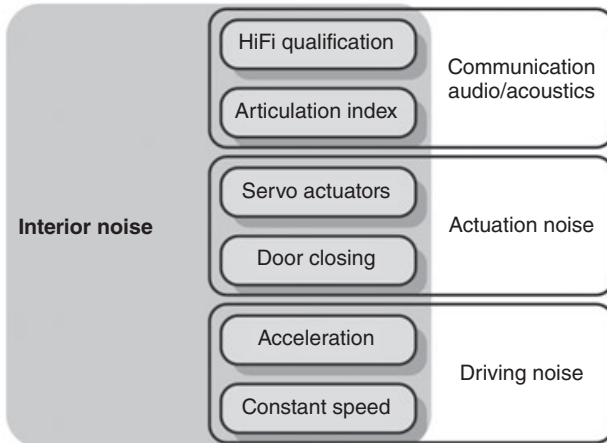 HiFi qualification
Articulation index
Communication
audio/acoustics
Interior noise
Servo actuators
Door closing
Actuation noise
Acceleration
Constant speed
Driving noise